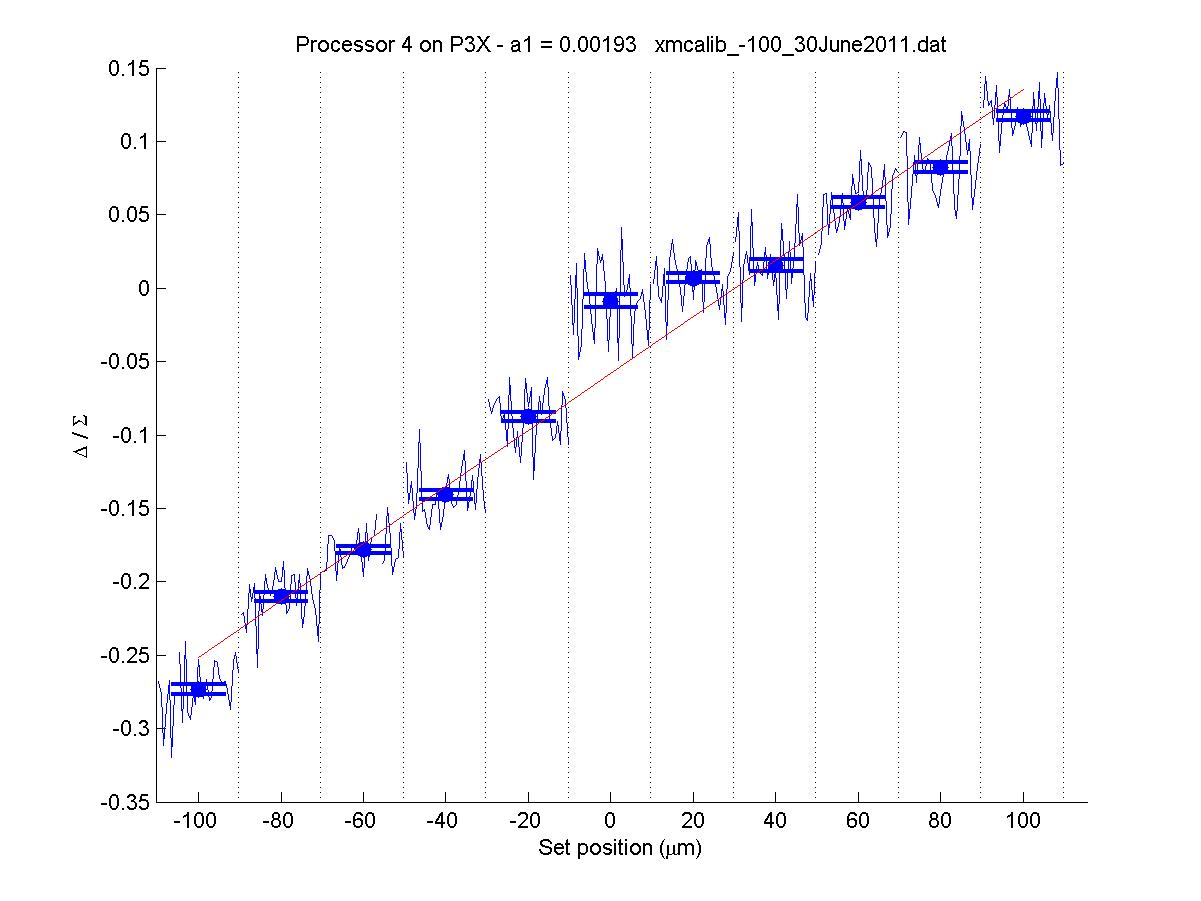 Processor 4 on P3X - a1 = 0.00193   xmcalib_-100_30June2011.dat
0.15
0.1
0.05
0
-0.05
-0.1
-0.15
-0.2
-0.25
-0.3
-0.35
Δ / Σ
-100 -80 -60 -40 -20 0 20 40 60 80 100
Set position (μm)